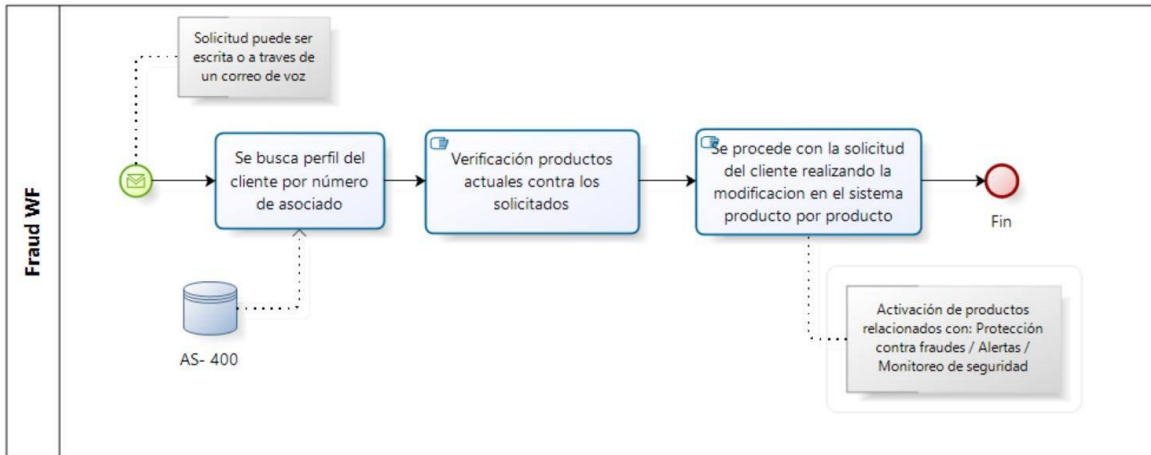 Fraud WF
Solicitud puede ser
escrita o a traves de
un correo de voz
Se busca perfil del
cliente por número
de asociado
Verificación productos
actuales contra los
solicitados
Se procede con la solicitud
del cliente realizando la
modificacion en el sistema
producto por producto
Fin
AS- 400
Activación de productos
relacionados con: Protección
contra fraudes / Alertas /
Monitoreo de seguridad